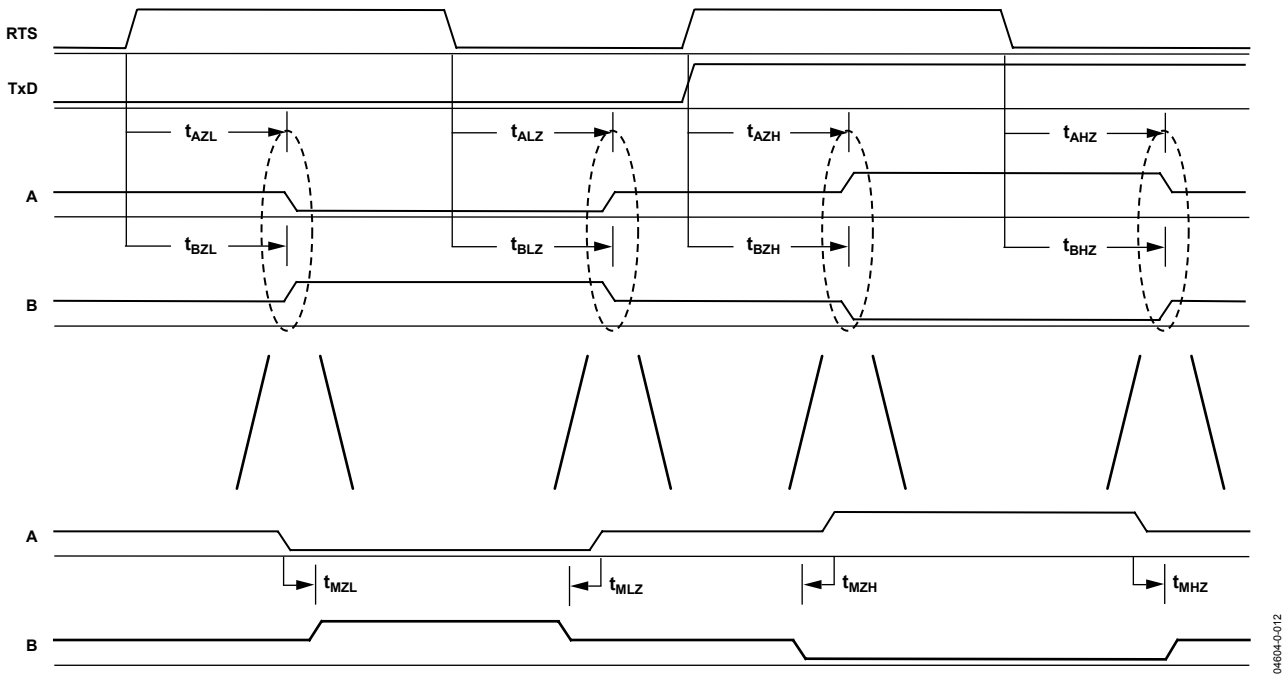 RTS
TxD
tAZL
tALZ
tAZH
tAHZ
A
tBZL
tBLZ
tBZH
tBHZ
B
A
tMZL
tMLZ
tMZH
tMHZ
B
04604-0-012